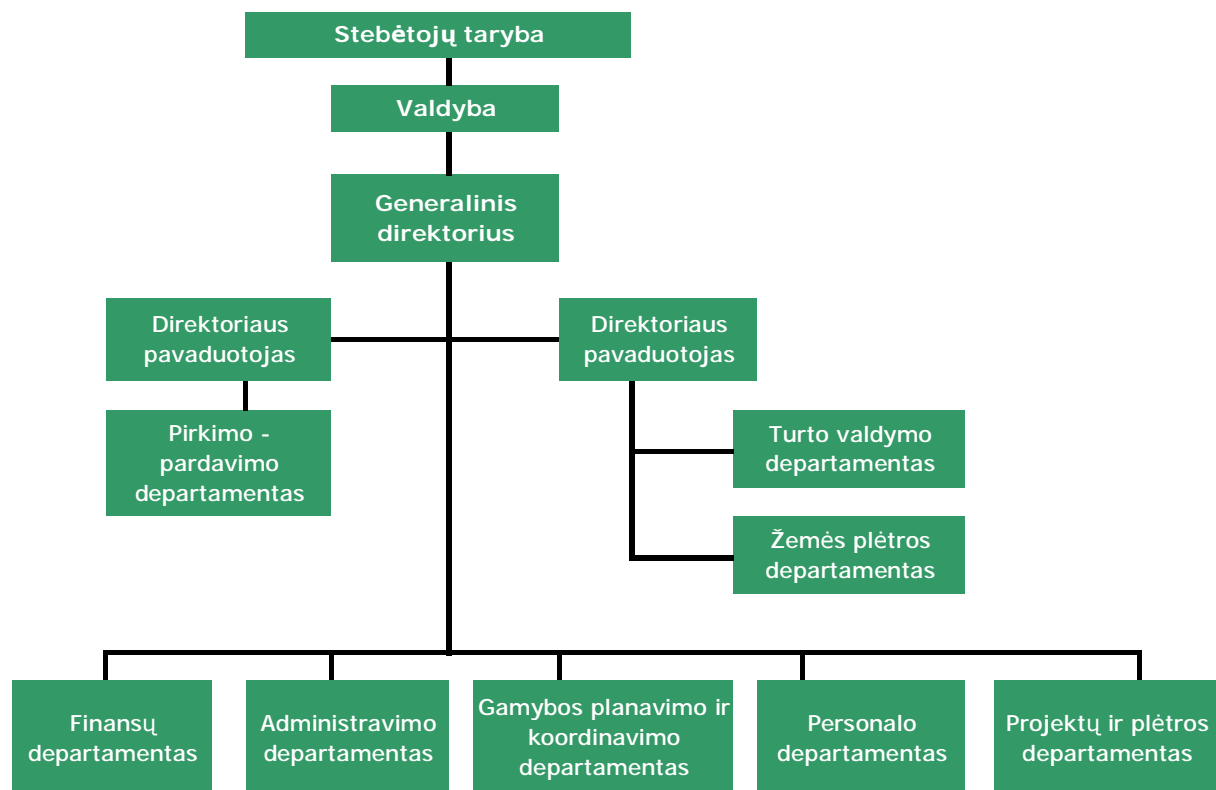 Stebėtojų taryba
Valdyba
Generalinis
direktorius
Direktoriaus
pavaduotojas
Direktoriaus
pavaduotojas
Pirkimo -
pardavimo
departamentas
Turto valdymo
departamentas
Žemės plėtros
departamentas
Finansų
departamentas
Administravimo
departamentas
Gamybos planavimo ir
koordinavimo
departamentas
Personalo
departamentas
Projektų ir plėtros
departamentas